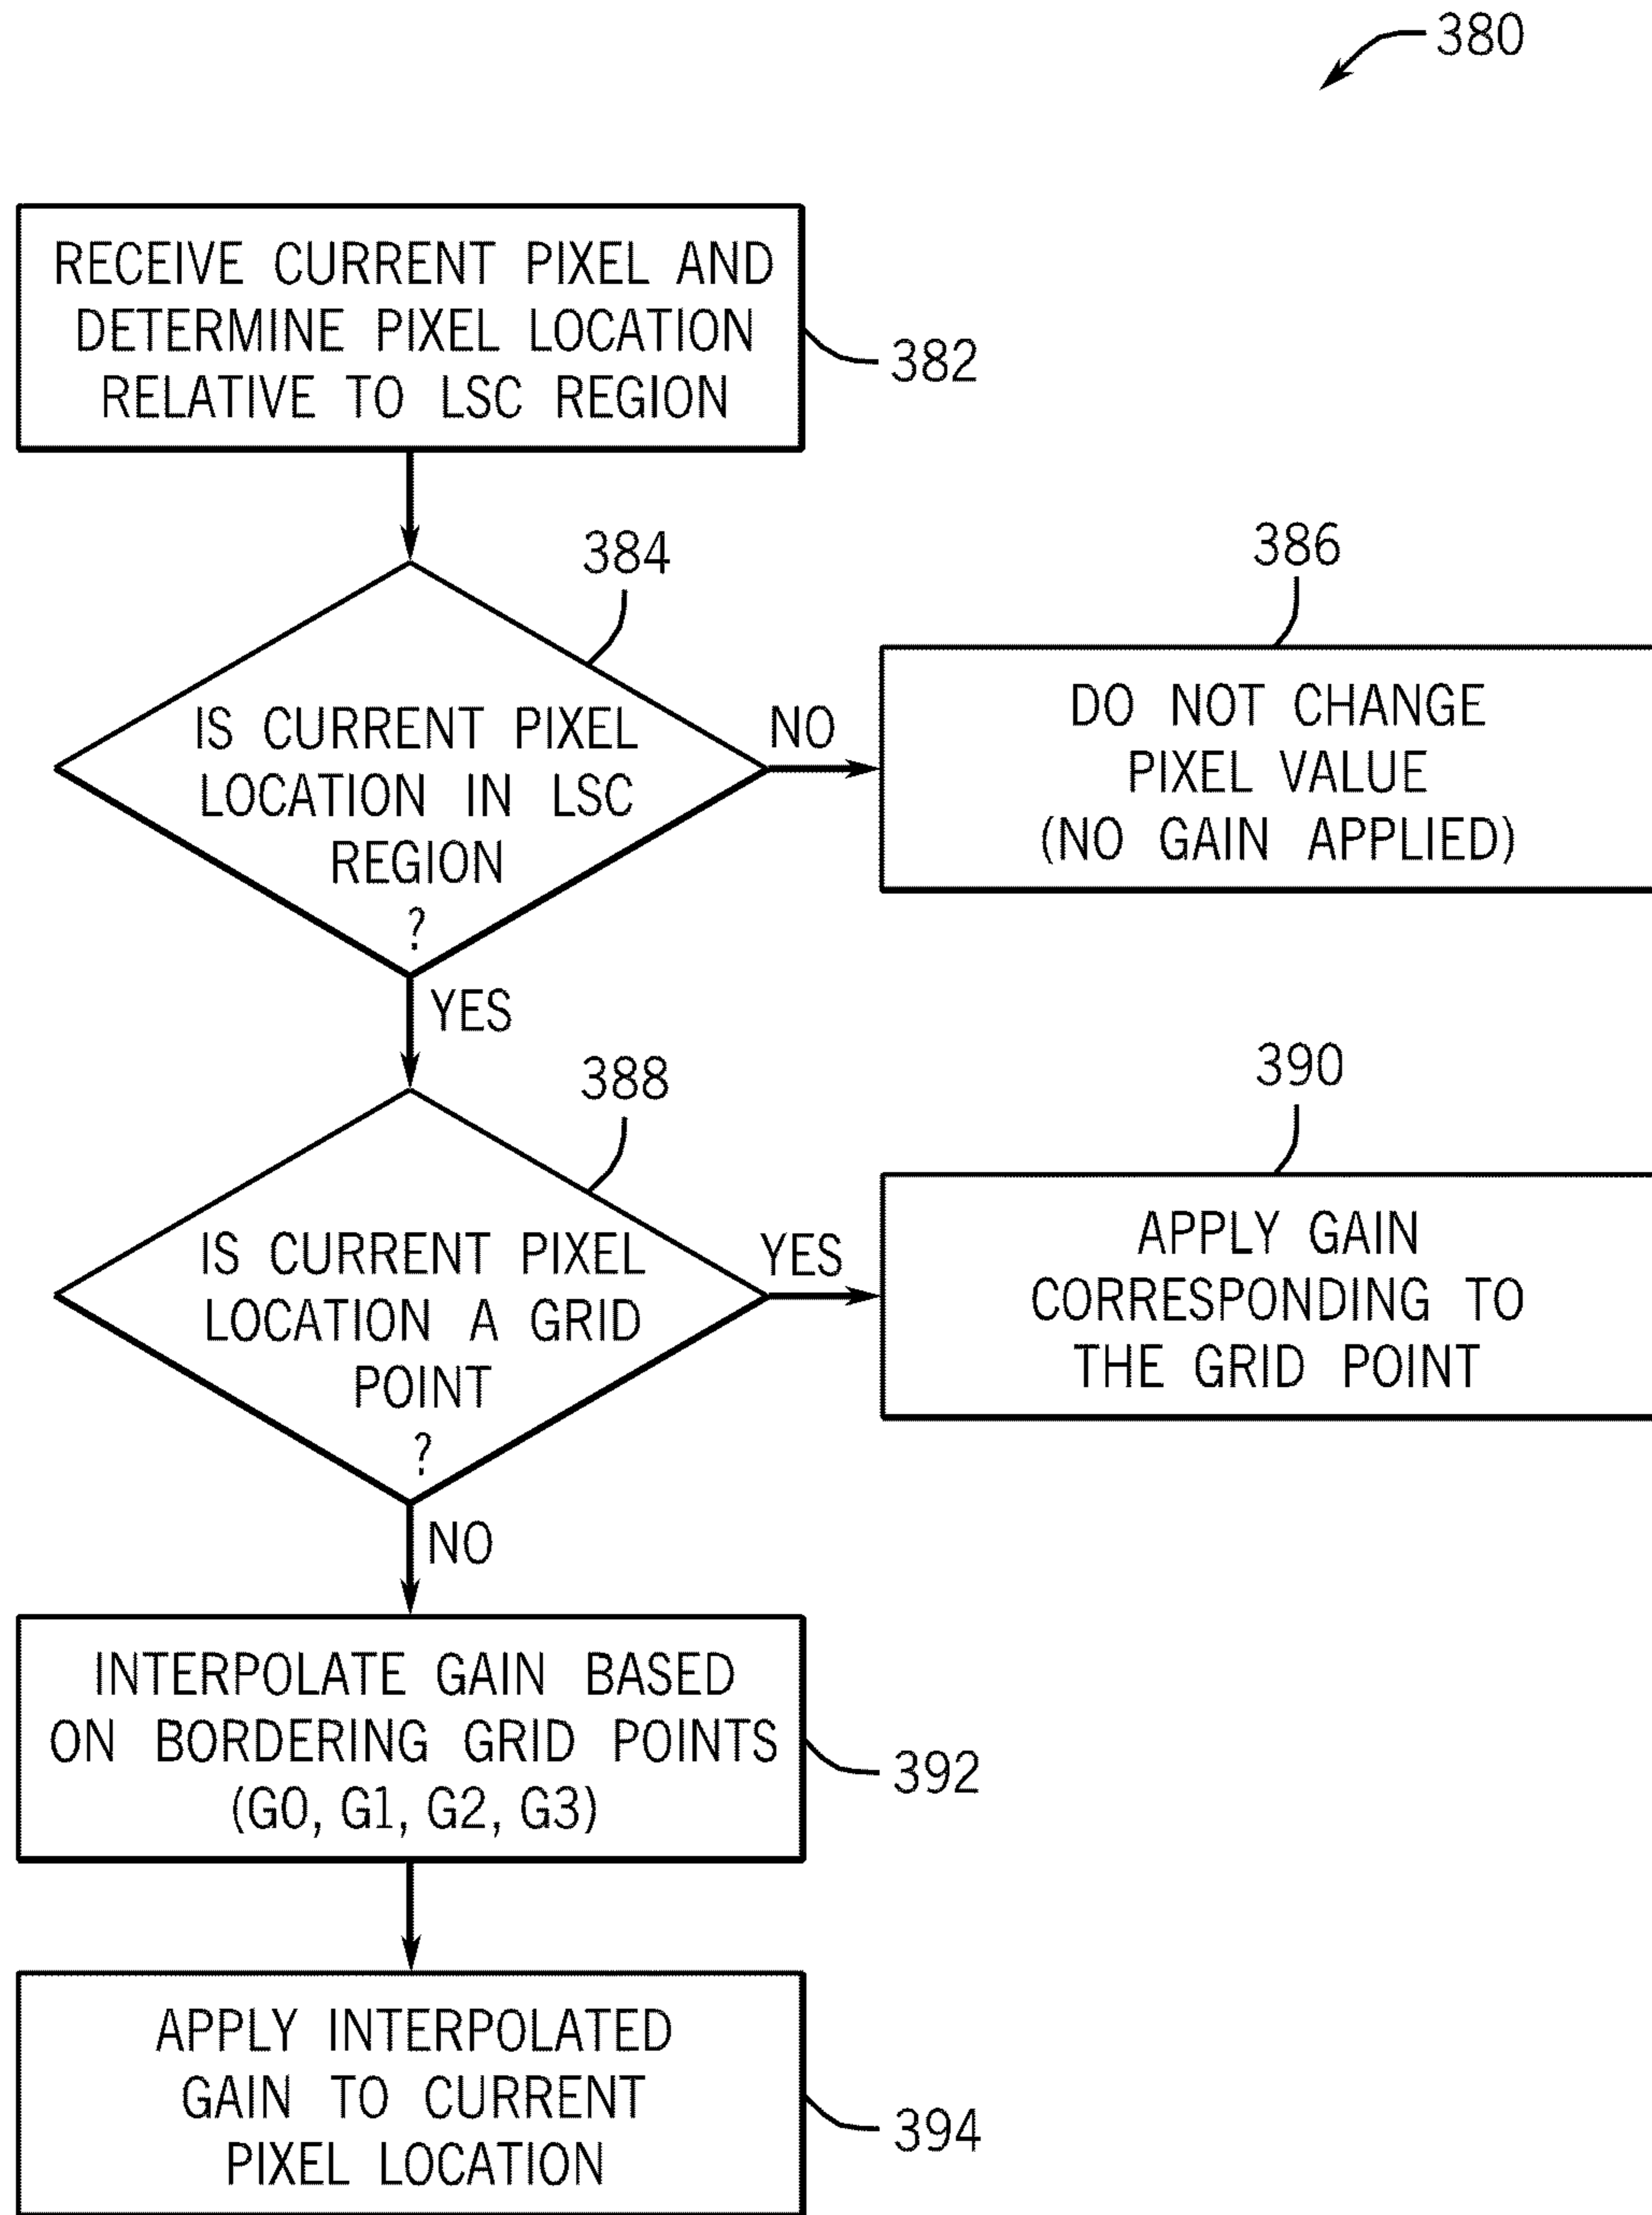 380
RECEIVE CURRENT PIXEL AND
DETERMINE PIXEL LOCATION
RELATIVE TO LSC REGION
382
384
IS CURRENT PIXEL
LOCATION IN LSC
REGION
?
NO
386
DO NOT CHANGE
PIXEL VALUE
(NO GAIN APPLIED)
YES
388
IS CURRENT PIXEL
LOCATION A GRID
POINT
?
YES
390
APPLY GAIN
CORRESPONDING TO
THE GRID POINT
NO
INTERPOLATE GAIN BASED
ON BORDERING GRID POINTS
(G0, G1, G2, G3)
392
APPLY INTERPOLATED
GAIN TO CURRENT
PIXEL LOCATION
394